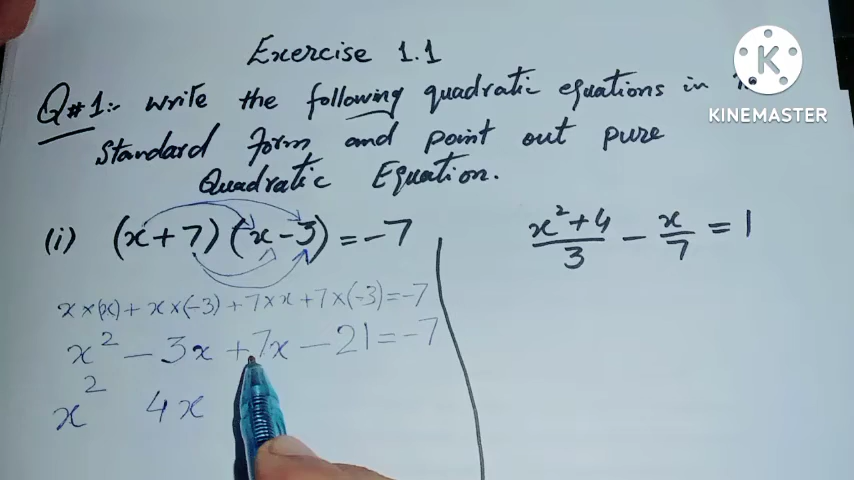 Exercise 1.1
Q#1:- Write the following quadratic equations in
Standard form and point out pure
Quadratic Equation.
(i) (x+7)(x-3)=-7
x×(x)+x×(-3)+7×x+7×(-3)=-7
x² - 3x + 7x - 21 = -7
x² 4x
(x²+4)/3 - x/7 = 1
K
KINEMASTER